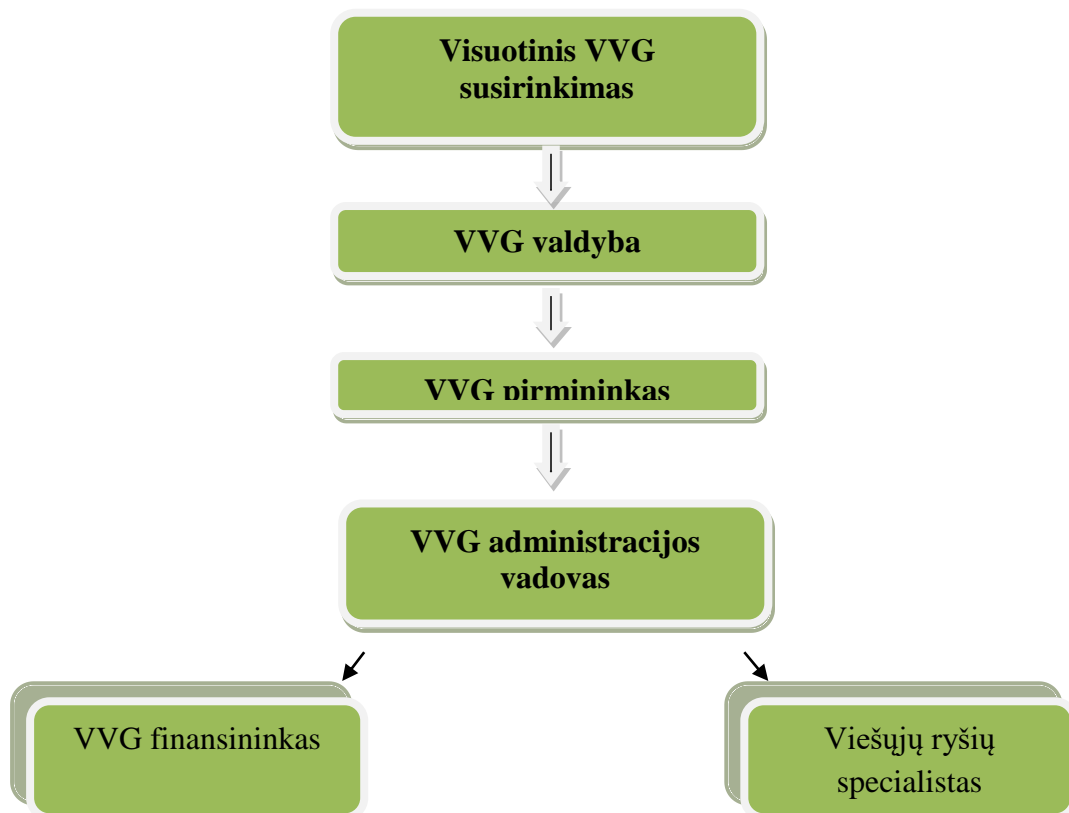 Visuotinis VVG
susirinkimas
VVG valdyba
VVG pirmininkas
VVG administracijos
vadovas
VVG finansininkas
Viešųjų ryšių
specialistas